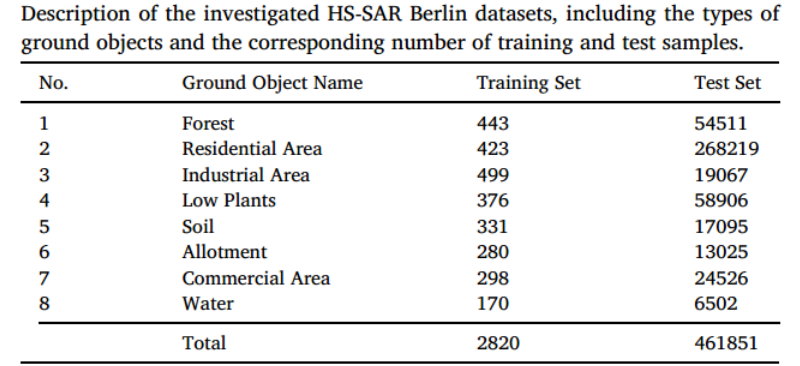 Description of the investigated HS-SAR Berlin datasets, including the types of
ground objects and the corresponding number of training and test samples.
No. Ground Object Name Training Set Test Set
1 Forest 443 54511
2 Residential Area 423 268219
3 Industrial Area 499 19067
4 Low Plants 376 58906
5 Soil 331 17095
6 Allotment 280 13025
7 Commercial Area 298 24526
8 Water 170 6502
Total 2820 461851